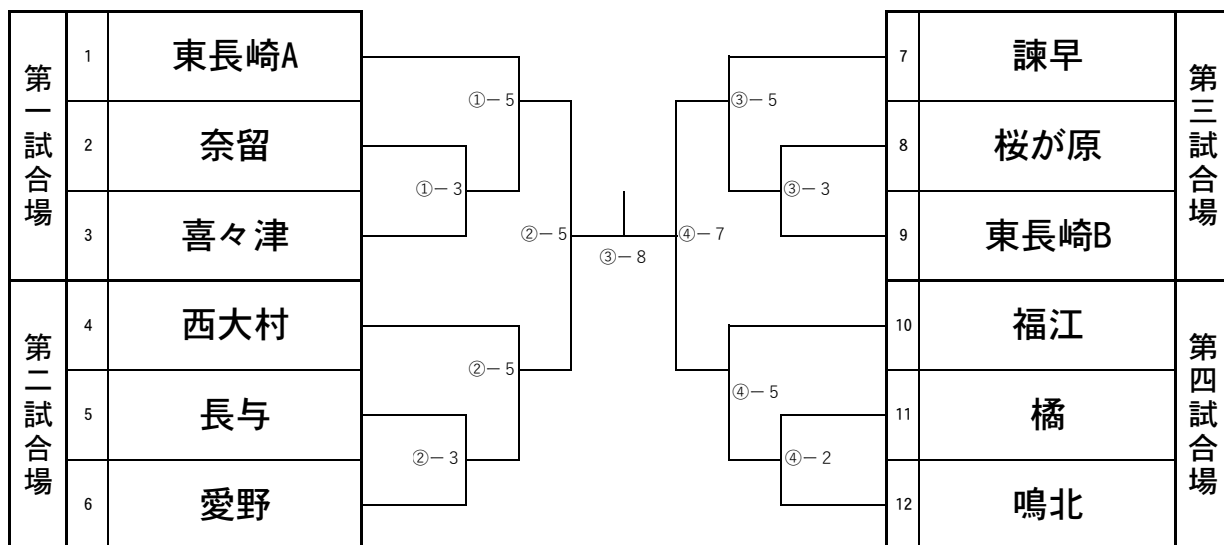 第一試合場
1 東長崎A
2 奈留
3 喜々津
第二試合場
4 西大村
5 長与
6 愛野
①－5
①－3
②－5
②－5
②－3
③－8
④－7
③－5
③－3
④－5
④－2
7 諫早
8 桜が原
9 東長崎B
第三試合場
10 福江
11 橘
12 鳴北
第四試合場